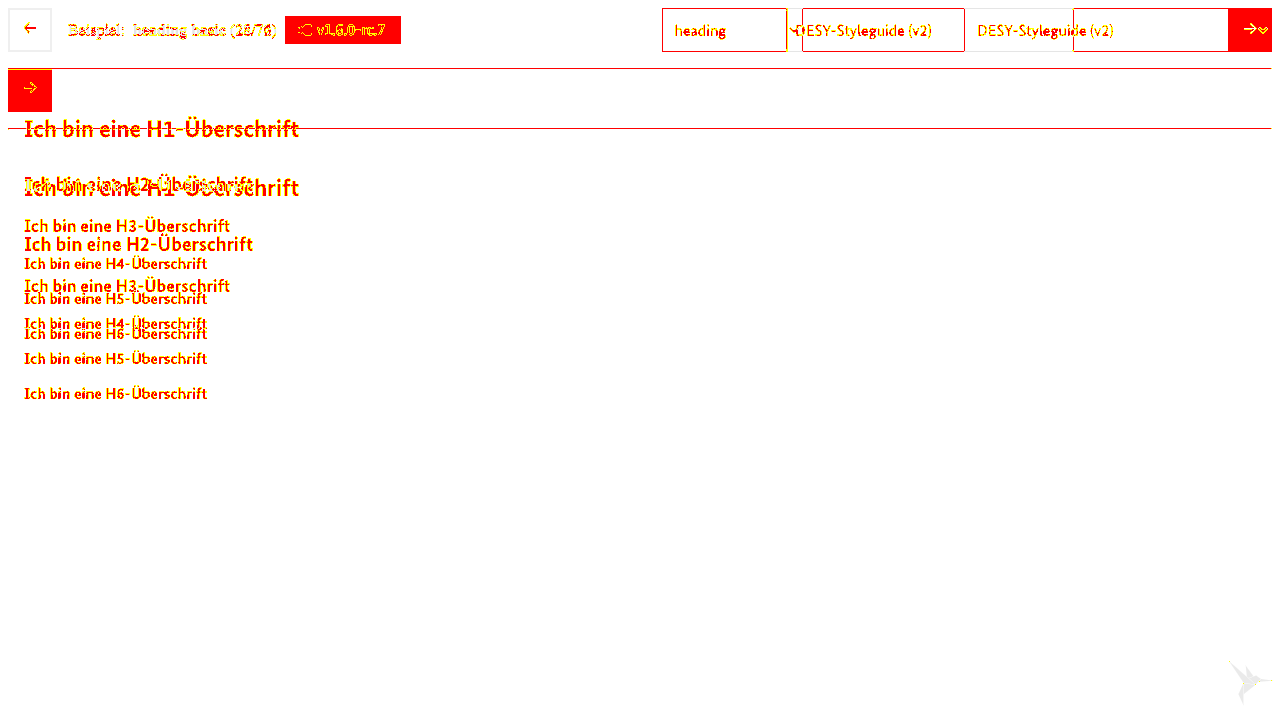 Beispiel: heading basic (26/76) v1.6.0-rc.7 heading DESY-Styleguide (v2) DESY-Styleguide (v2)
Ich bin eine H1-Überschrift
Ich bin eine H2-Überschrift
Ich bin eine H1-Überschrift
Ich bin eine H3-Überschrift
Ich bin eine H2-Überschrift
Ich bin eine H4-Überschrift
Ich bin eine H3-Überschrift
Ich bin eine H5-Überschrift
Ich bin eine H4-Überschrift
Ich bin eine H6-Überschrift
Ich bin eine H5-Überschrift
Ich bin eine H6-Überschrift